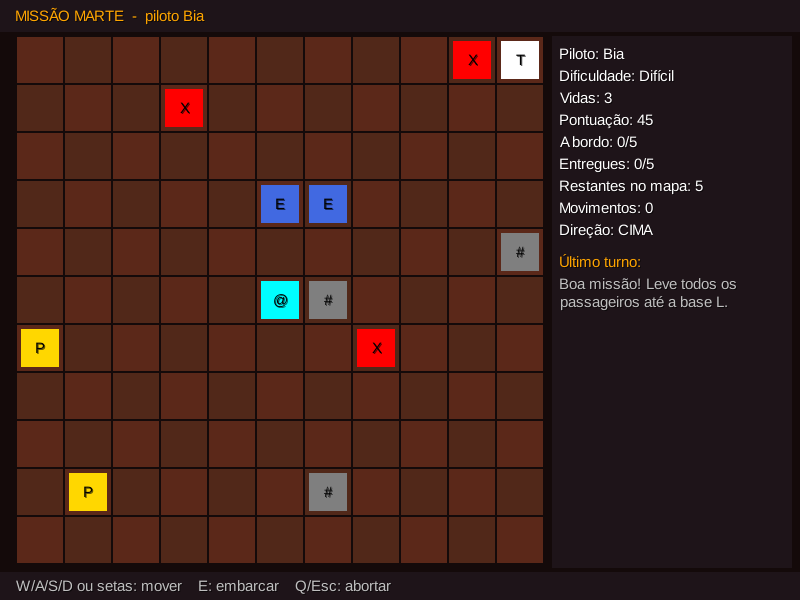 MISSÃO MARTE  -  piloto Bia
X T
X
E E
#
@ #
P X
P #
Piloto: Bia
Dificuldade: Difícil
Vidas: 3
Pontuação: 45
A bordo: 0/5
Entregues: 0/5
Restantes no mapa: 5
Movimentos: 0
Direção: CIMA
Último turno:
Boa missão! Leve todos os
passageiros até a base L.
W/A/S/D ou setas: mover    E: embarcar    Q/Esc: abortar